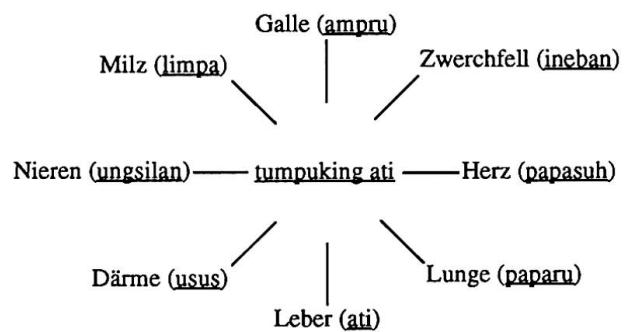 Galle (ampru)
Milz (limpa)
Zwerchfell (ineban)
Nieren (ungsilan)
tumpuking ati
Herz (papasuh)
Därme (usus)
Lunge (paparu)
Leber (ati)